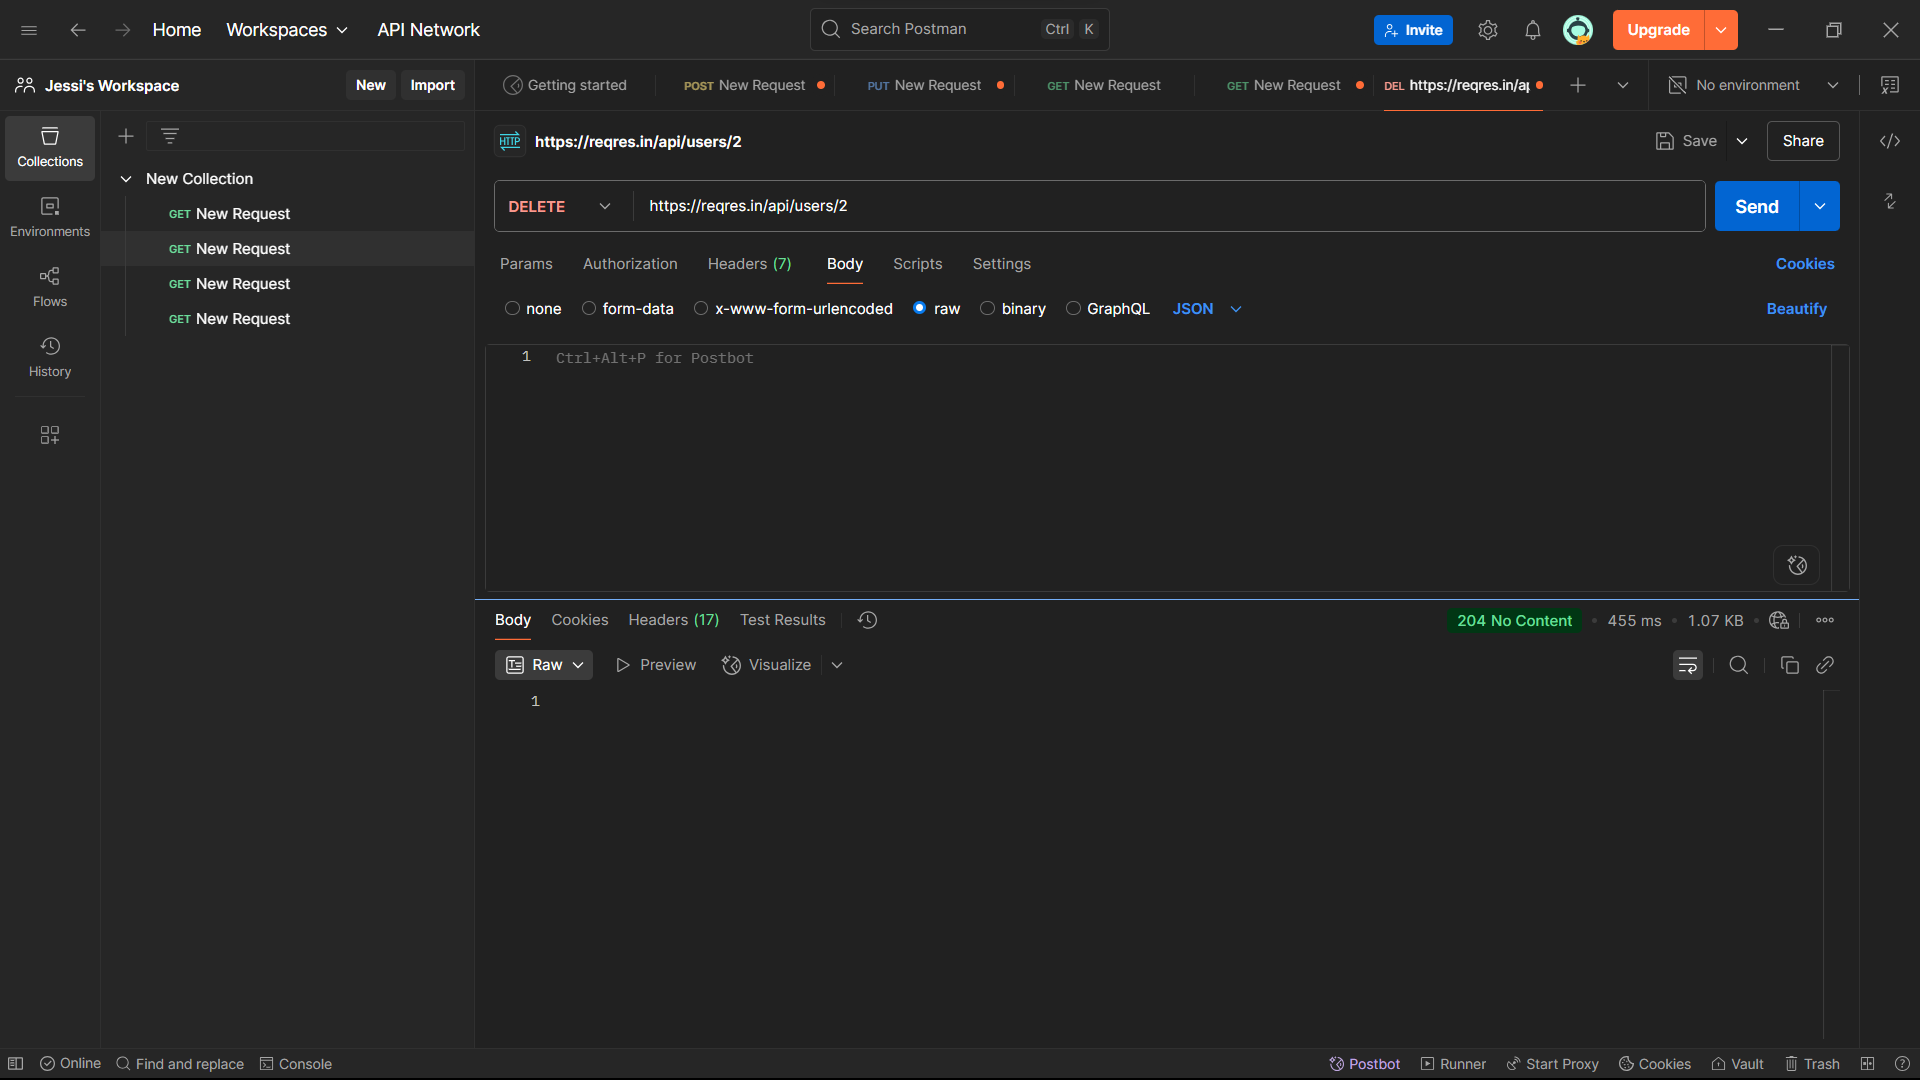 Home Workspaces API Network Search Postman Ctrl K Invite Upgrade
Jessi's Workspace New Import Getting started POST New Request PUT New Request GET New Request GET New Request DEL https://reqres.in/ap No environment
Collections
Environments
Flows
History
New Collection
GET New Request
GET New Request
GET New Request
GET New Request
HTTP https://reqres.in/api/users/2 Save Share
DELETE https://reqres.in/api/users/2 Send
Params Authorization Headers (7) Body Scripts Settings Cookies
none form-data x-www-form-urlencoded raw binary GraphQL JSON Beautify
1 Ctrl+Alt+P for Postbot
Body Cookies Headers (17) Test Results 204 No Content 455 ms 1.07 KB
Raw Preview Visualize
1
Online Find and replace Console Postbot Runner Start Proxy Cookies Vault Trash